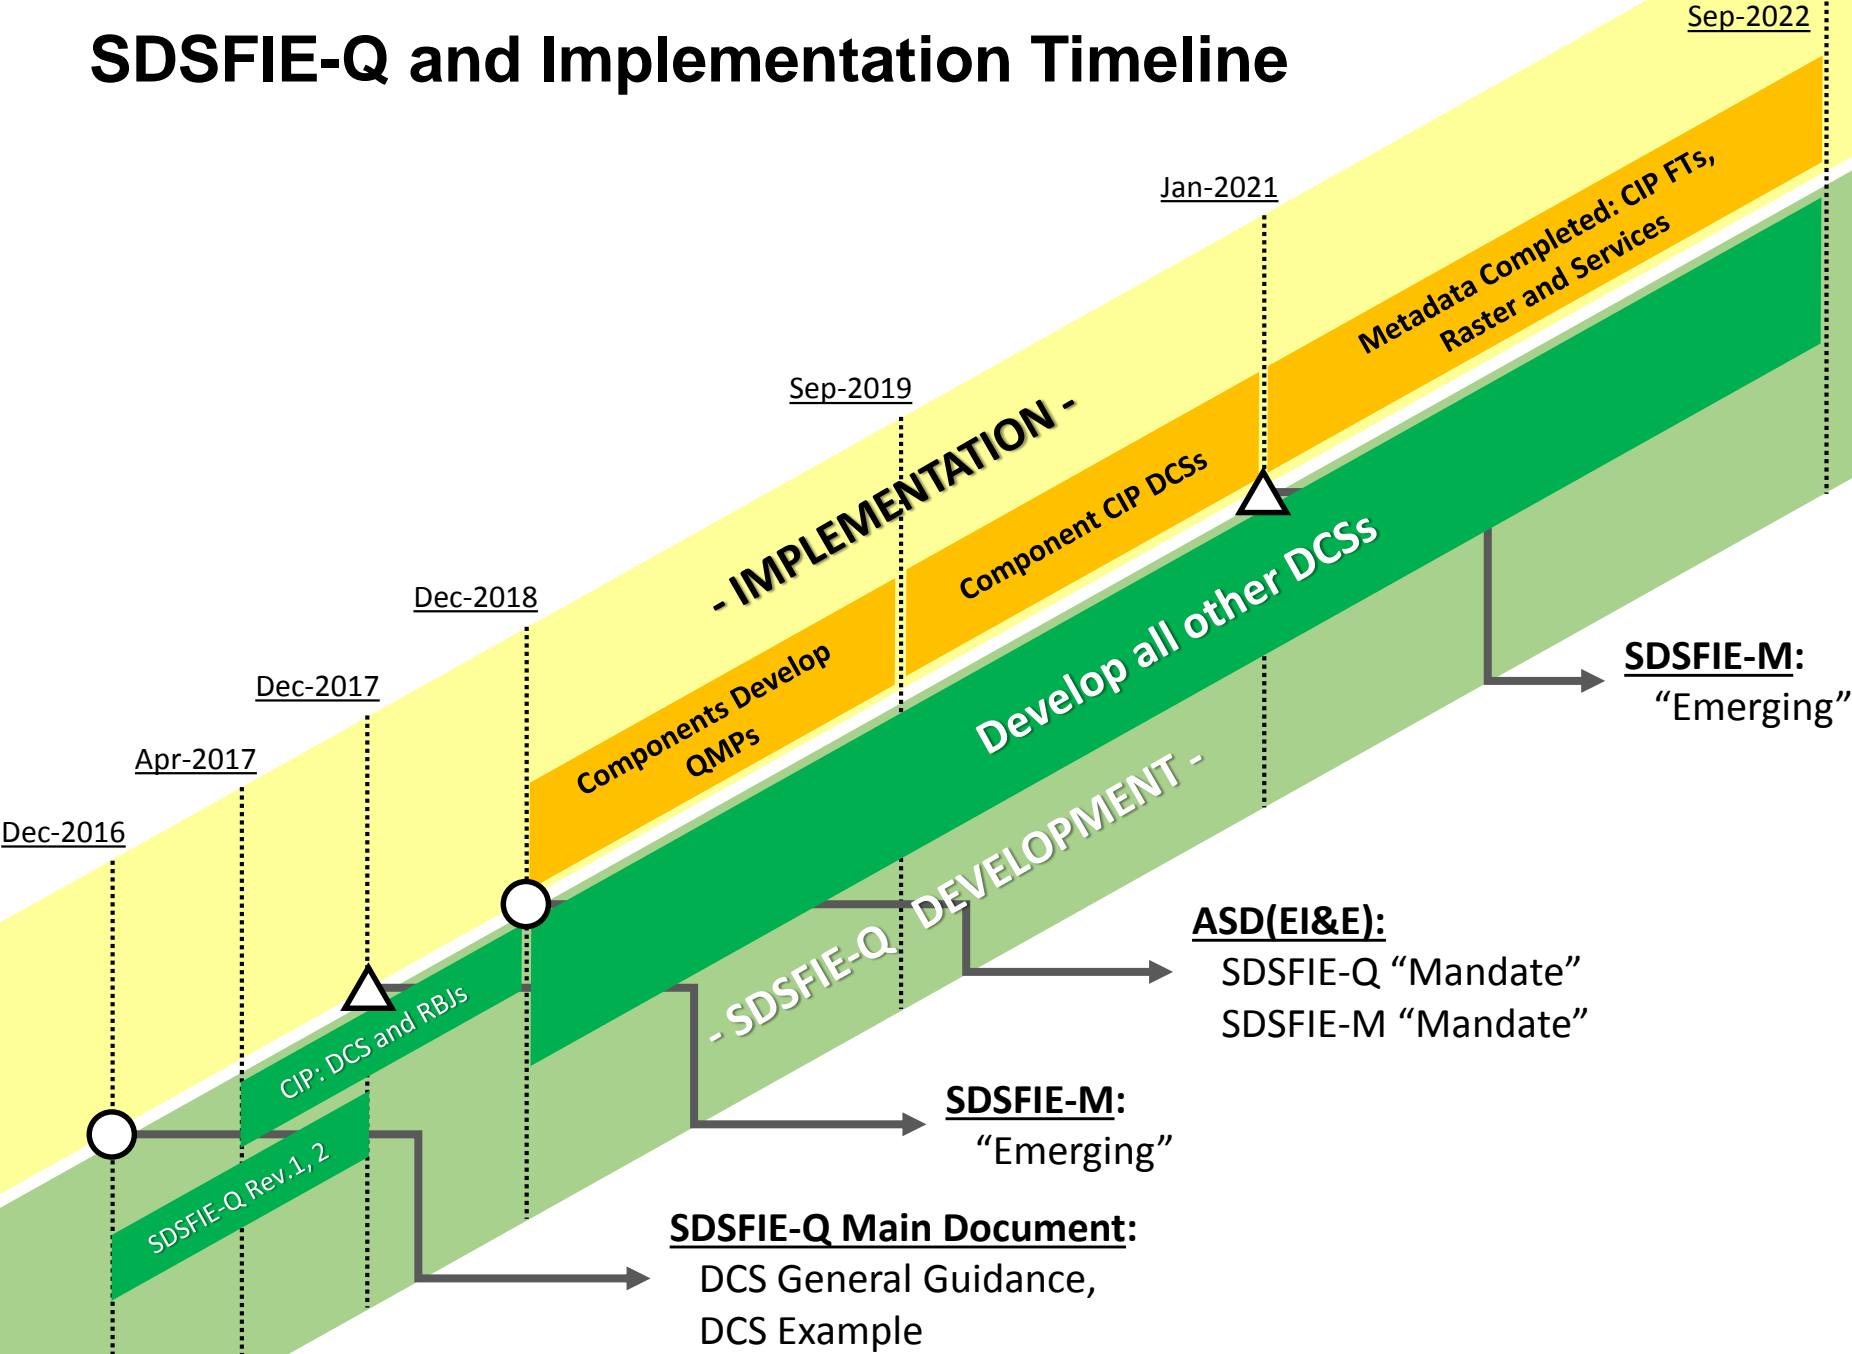 SDSFIE-Q and Implementation Timeline
Sep-2022
Jan-2021
Sep-2019
Dec-2018
Dec-2017
Apr-2017
Dec-2016
- IMPLEMENTATION -
Metadata Completed: CIP FTs,
Raster and Services
Component CIP DCSs
Components Develop
QMPs
Develop all other DCSs
- SDSFIE-Q DEVELOPMENT -
CIP: DCS and RBJs
SDSFIE-Q Rev.1, 2
SDSFIE-M:
“Emerging”
ASD(EI&E):
SDSFIE-Q “Mandate”
SDSFIE-M “Mandate”
SDSFIE-M:
“Emerging”
SDSFIE-Q Main Document:
DCS General Guidance,
DCS Example